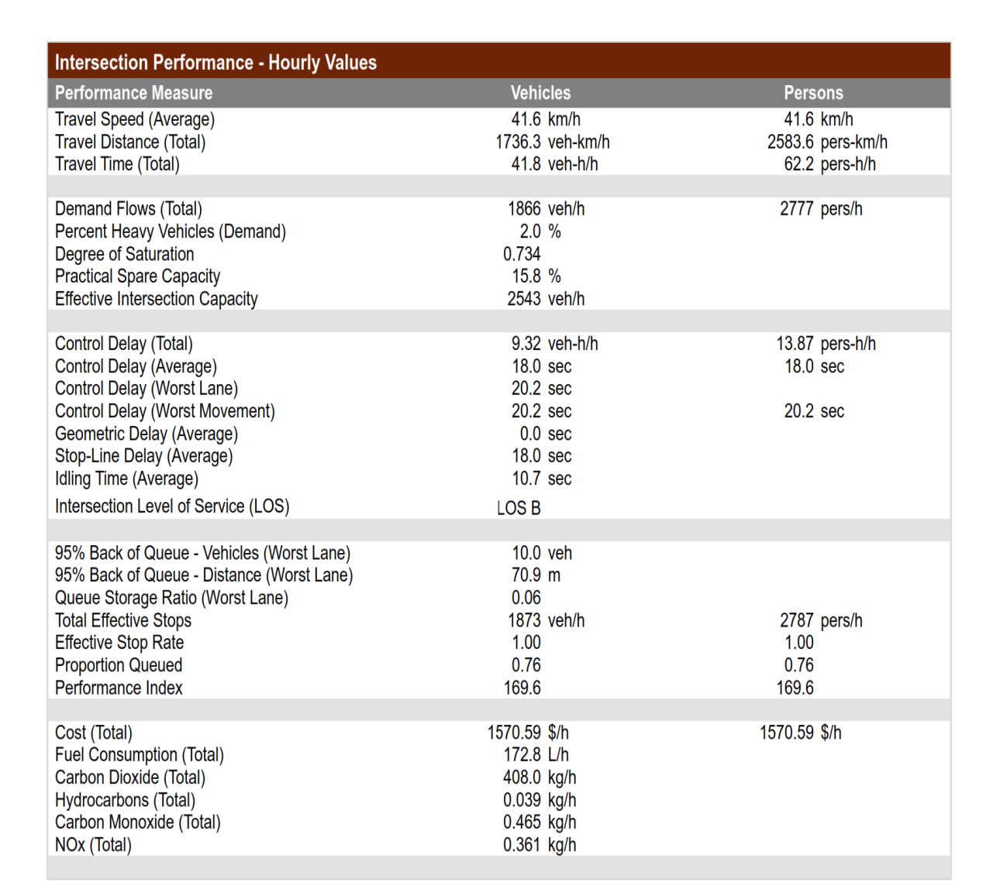 Intersection Performance - Hourly Values
Performance Measure Vehicles Persons
Travel Speed (Average) 41.6 km/h 41.6 km/h
Travel Distance (Total) 1736.3 veh-km/h 2583.6 pers-km/h
Travel Time (Total) 41.8 veh-h/h 62.2 pers-h/h
Demand Flows (Total) 1866 veh/h 2777 pers/h
Percent Heavy Vehicles (Demand) 2.0 %
Degree of Saturation 0.734
Practical Spare Capacity 15.8 %
Effective Intersection Capacity 2543 veh/h
Control Delay (Total) 9.32 veh-h/h 13.87 pers-h/h
Control Delay (Average) 18.0 sec 18.0 sec
Control Delay (Worst Lane) 20.2 sec
Control Delay (Worst Movement) 20.2 sec 20.2 sec
Geometric Delay (Average) 0.0 sec
Stop-Line Delay (Average) 18.0 sec
Idling Time (Average) 10.7 sec
Intersection Level of Service (LOS) LOS B
95% Back of Queue - Vehicles (Worst Lane) 10.0 veh
95% Back of Queue - Distance (Worst Lane) 70.9 m
Queue Storage Ratio (Worst Lane) 0.06
Total Effective Stops 1873 veh/h 2787 pers/h
Effective Stop Rate 1.00 1.00
Proportion Queued 0.76 0.76
Performance Index 169.6 169.6
Cost (Total) 1570.59 $/h 1570.59 $/h
Fuel Consumption (Total) 172.8 L/h
Carbon Dioxide (Total) 408.0 kg/h
Hydrocarbons (Total) 0.039 kg/h
Carbon Monoxide (Total) 0.465 kg/h
NOx (Total) 0.361 kg/h